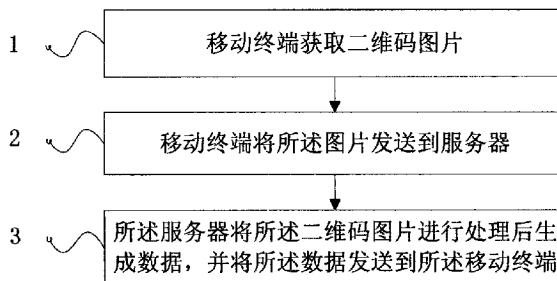 1
移动终端获取二维码图片
2
移动终端将所述图片发送到服务器
3
所述服务器将所述二维码图片进行处理后生
成数据，并将所述数据发送到所述移动终端